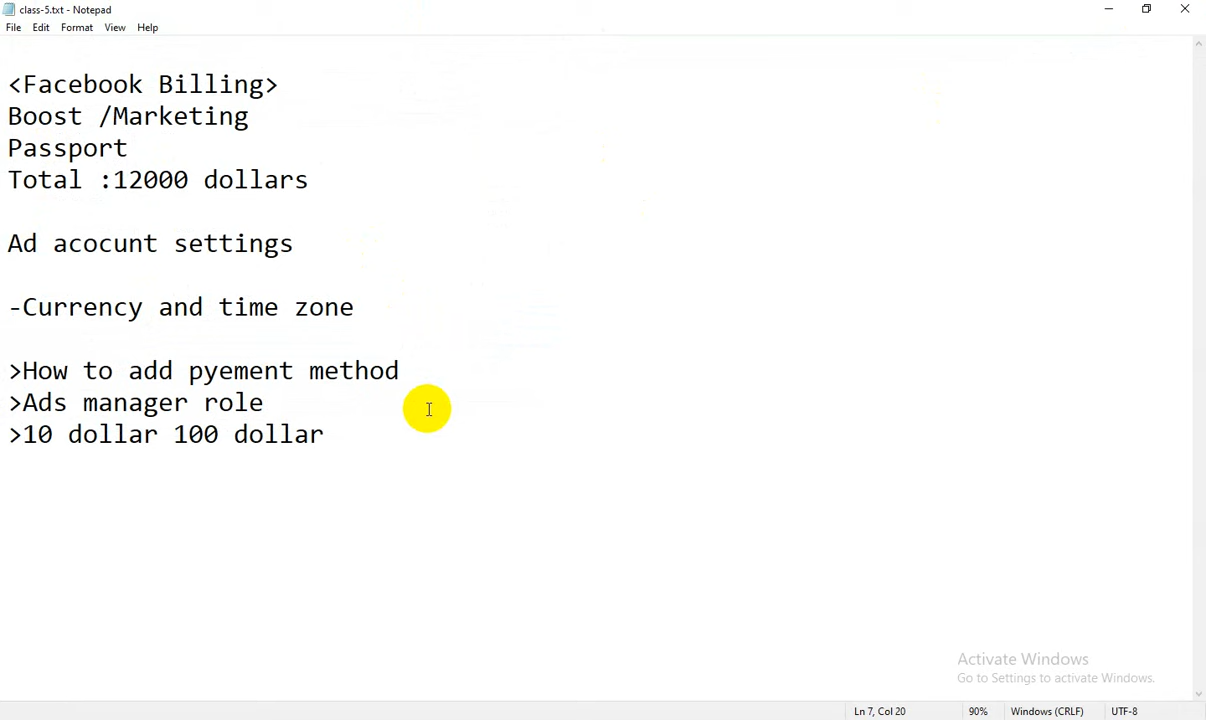 class-5.txt - Notepad
File Edit Format View Help
<Facebook Billing>
Boost /Marketing
Passport
Total :12000 dollars
Ad acocunt settings
-Currency and time zone
>How to add pyement method
>Ads manager role
>10 dollar 100 dollar
Activate Windows
Go to Settings to activate Windows.
Ln 7, Col 20 90% Windows (CRLF) UTF-8